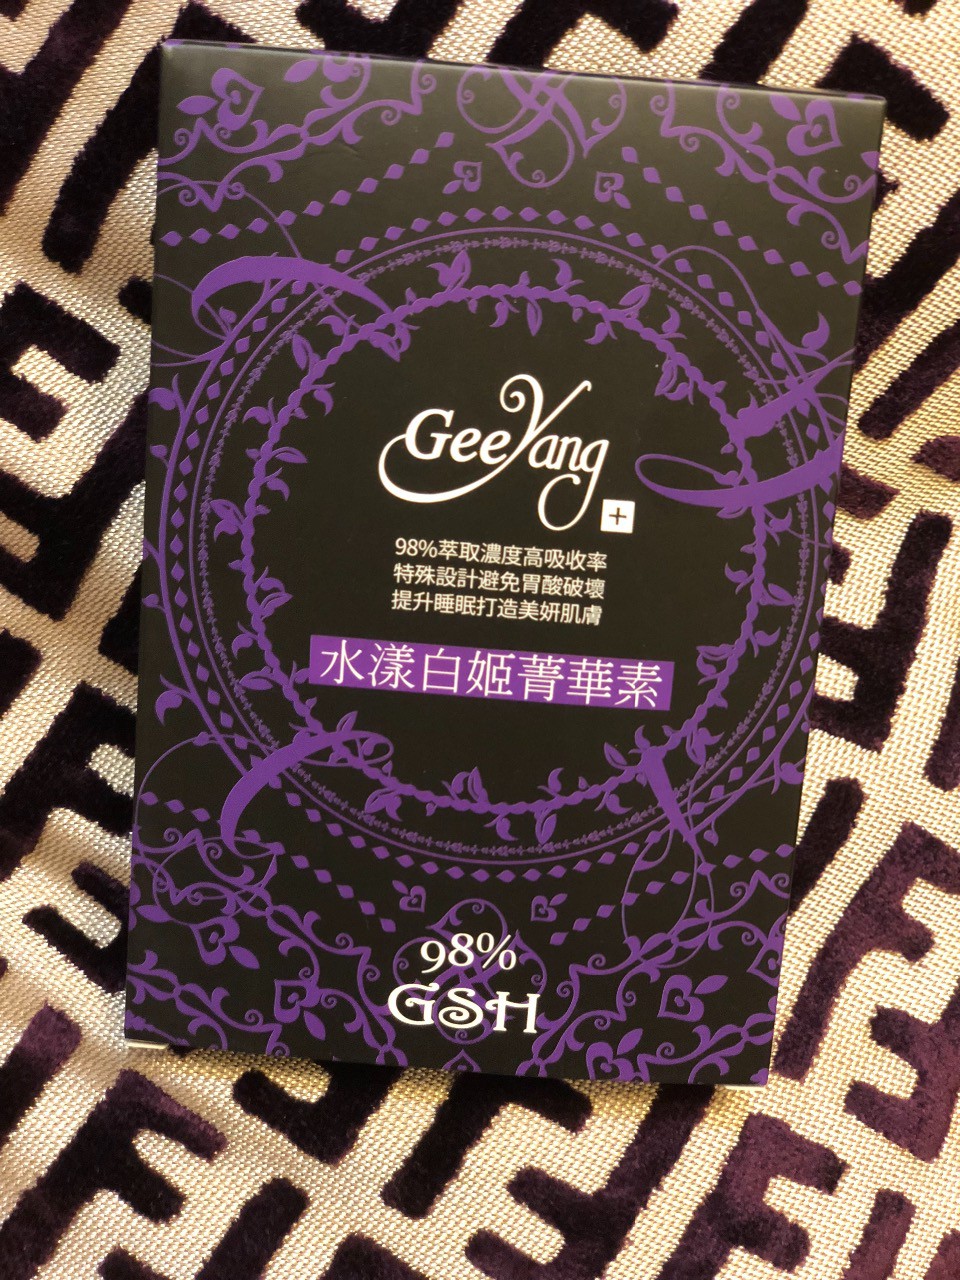 GeeYang
+
98%萃取濃度高吸收率
特殊設計避免胃酸破壞
提升睡眠打造美妍肌膚
水漾白姬菁華素
98%
GSH